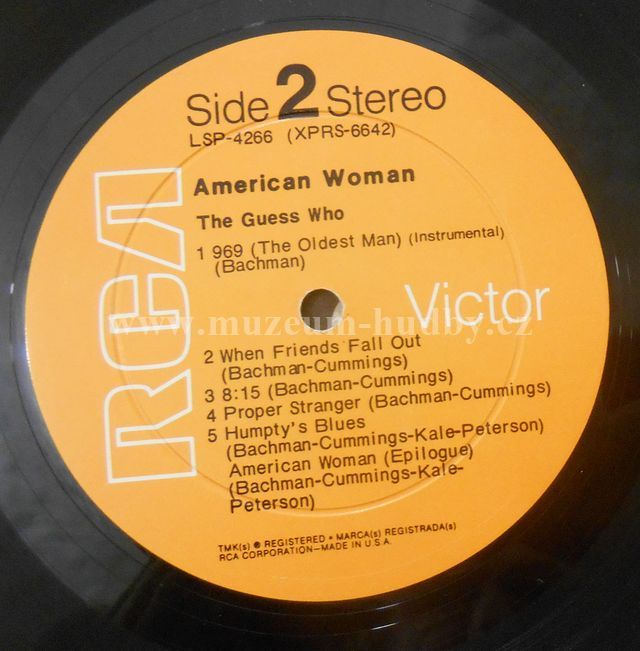 Side 2 Stereo
LSP-4266 (XPRS-6642)
American Woman
The Guess Who
1 969 (The Oldest Man) (Instrumental)
(Bachman)
RCA
Victor
www.muzeum-hudby.cz
2 When Friends Fall Out
(Bachman-Cummings)
3 8:15 (Bachman-Cummings)
4 Proper Stranger (Bachman-Cummings)
5 Humpty's Blues
(Bachman-Cummings-Kale-Peterson)
American Woman (Epilogue)
(Bachman-Cummings-Kale-
Peterson)
TMK(s) ® REGISTERED • MARCA(s) REGISTRADA(s)
RCA CORPORATION—MADE IN U.S.A.